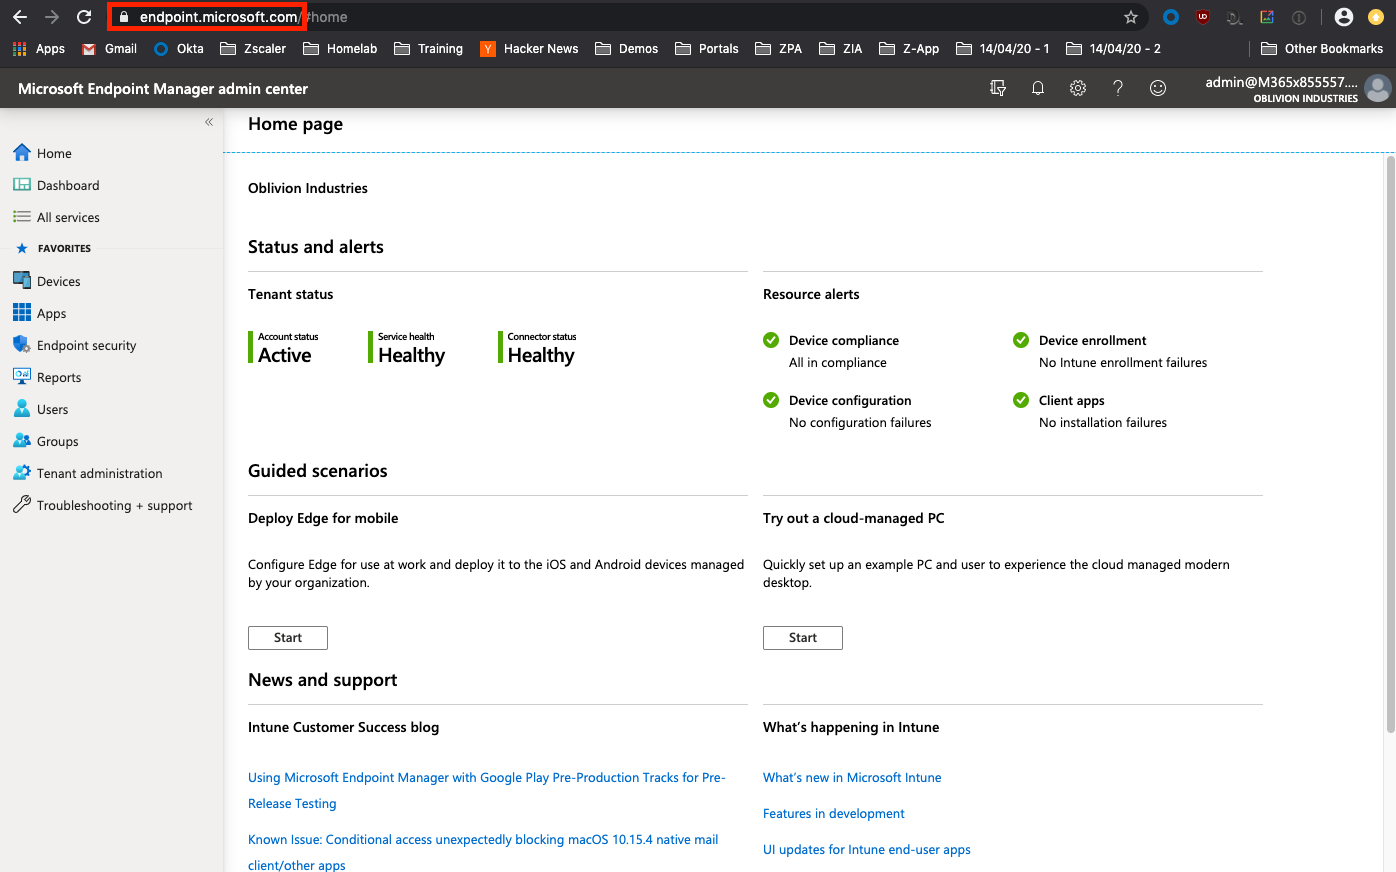 endpoint.microsoft.com/#home
Apps
Gmail
Okta
Zscaler
Homelab
Training
Y
Hacker News
Demos
Portals
ZPA
ZIA
Z-App
14/04/20 - 1
14/04/20 - 2
Other Bookmarks
Microsoft Endpoint Manager admin center
admin@M365x855557....
OBLIVION INDUSTRIES
«
Home
Dashboard
All services
FAVORITES
Devices
Apps
Endpoint security
Reports
Users
Groups
Tenant administration
Troubleshooting + support
Home page
Oblivion Industries
Status and alerts
Tenant status
Account status
Active
Service health
Healthy
Connector status
Healthy
Resource alerts
Device compliance
All in compliance
Device enrollment
No Intune enrollment failures
Device configuration
No configuration failures
Client apps
No installation failures
Guided scenarios
Deploy Edge for mobile
Configure Edge for use at work and deploy it to the iOS and Android devices managed
by your organization.
Start
Try out a cloud-managed PC
Quickly set up an example PC and user to experience the cloud managed modern
desktop.
Start
News and support
Intune Customer Success blog
Using Microsoft Endpoint Manager with Google Play Pre-Production Tracks for Pre-
Release Testing
Known Issue: Conditional access unexpectedly blocking macOS 10.15.4 native mail
client/other apps
What's happening in Intune
What's new in Microsoft Intune
Features in development
UI updates for Intune end-user apps